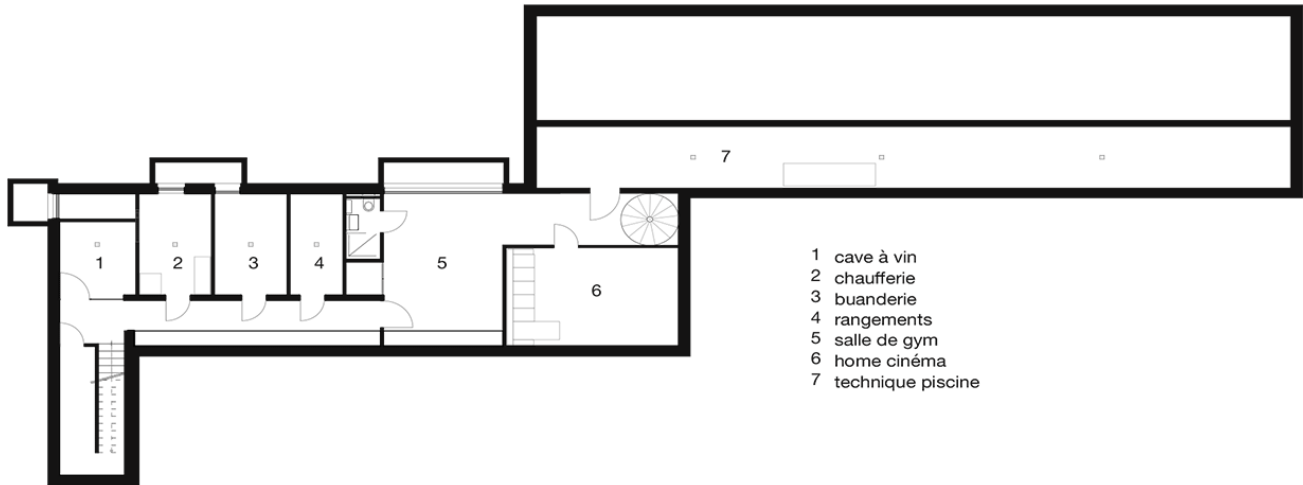 7
1
2
3
4
5
6
1 cave à vin
2 chaufferie
3 buanderie
4 rangements
5 salle de gym
6 home cinéma
7 technique piscine